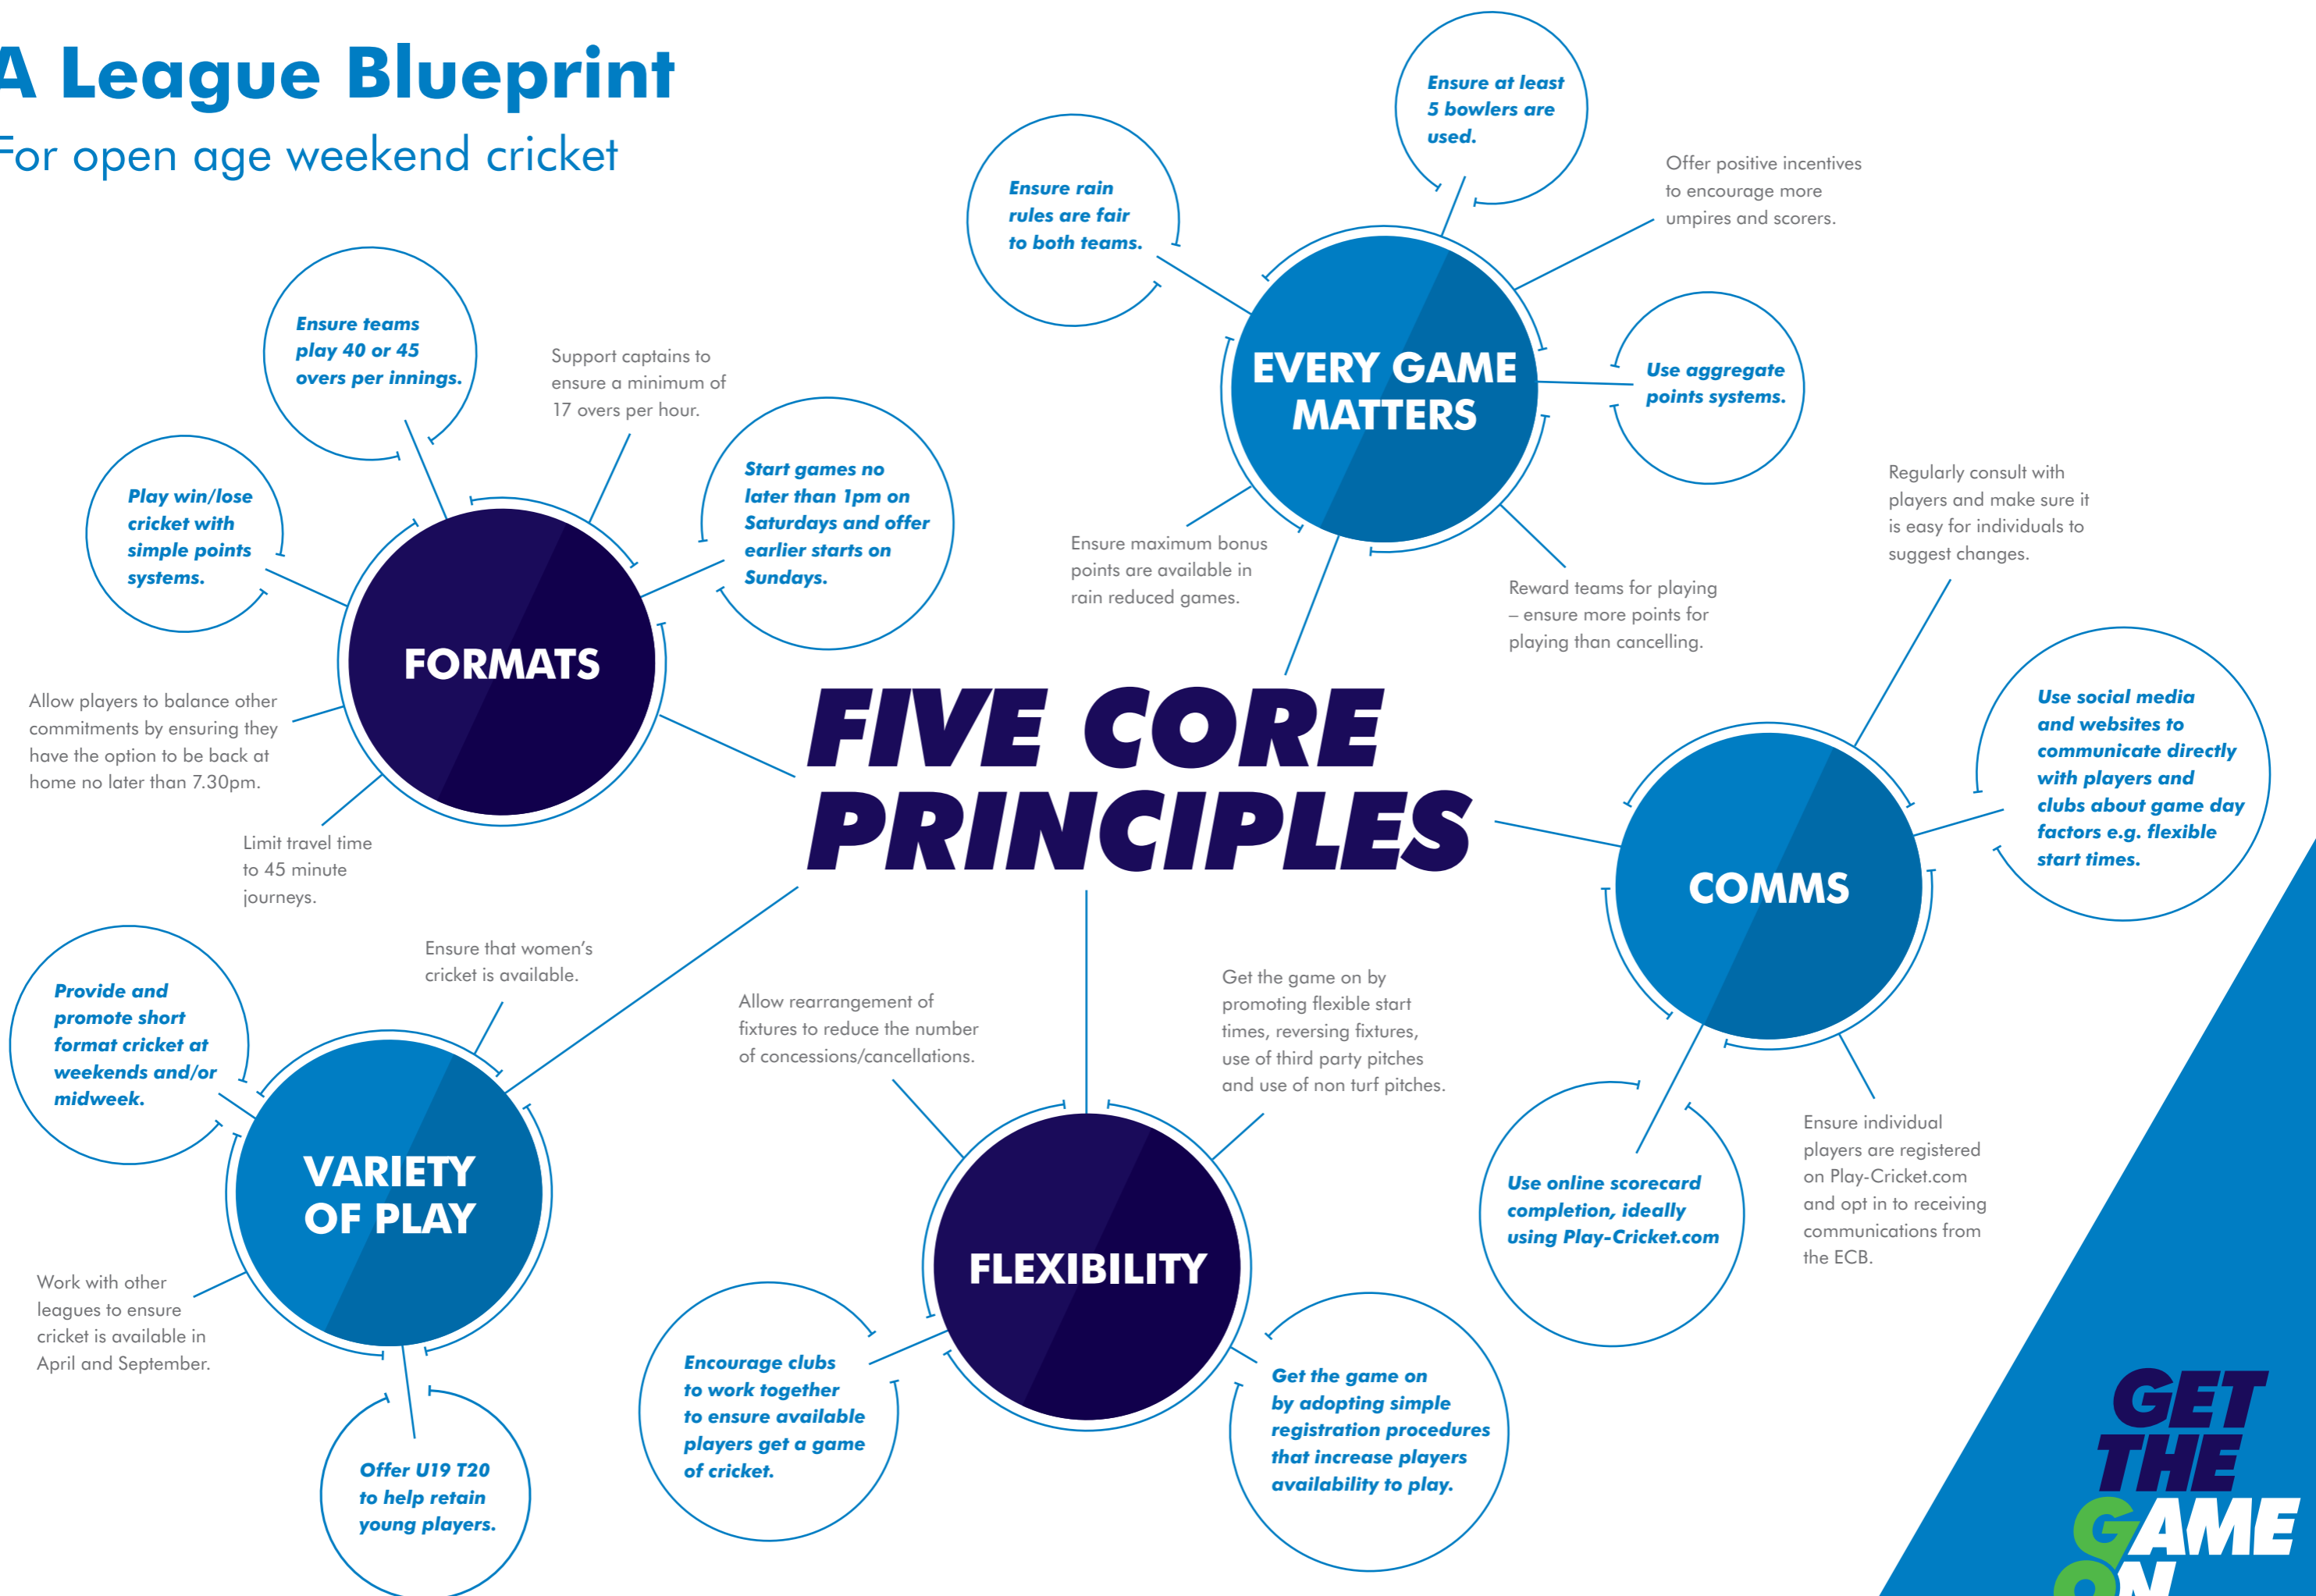 A League Blueprint
For open age weekend cricket
FIVE CORE
PRINCIPLES
FORMATS
Ensure teams
play 40 or 45
overs per innings.
Support captains to
ensure a minimum of
17 overs per hour.
Play win/lose
cricket with
simple points
systems.
Start games no
later than 1pm on
Saturdays and offer
earlier starts on
Sundays.
Allow players to balance other
commitments by ensuring they
have the option to be back at
home no later than 7.30pm.
Limit travel time
to 45 minute
journeys.
EVERY GAME
MATTERS
Ensure rain
rules are fair
to both teams.
Ensure at least
5 bowlers are
used.
Offer positive incentives
to encourage more
umpires and scorers.
Use aggregate
points systems.
Ensure maximum bonus
points are available in
rain reduced games.
Reward teams for playing
– ensure more points for
playing than cancelling.
COMMS
Regularly consult with
players and make sure it
is easy for individuals to
suggest changes.
Use social media
and websites to
communicate directly
with players and
clubs about game day
factors e.g. flexible
start times.
Use online scorecard
completion, ideally
using Play-Cricket.com
Ensure individual
players are registered
on Play-Cricket.com
and opt in to receiving
communications from
the ECB.
VARIETY
OF PLAY
Provide and
promote short
format cricket at
weekends and/or
midweek.
Ensure that women’s
cricket is available.
Work with other
leagues to ensure
cricket is available in
April and September.
Offer U19 T20
to help retain
young players.
FLEXIBILITY
Allow rearrangement of
fixtures to reduce the number
of concessions/cancellations.
Get the game on by
promoting flexible start
times, reversing fixtures,
use of third party pitches
and use of non turf pitches.
Encourage clubs
to work together
to ensure available
players get a game
of cricket.
Get the game on
by adopting simple
registration procedures
that increase players
availability to play.
GET
THE
GAME
ON